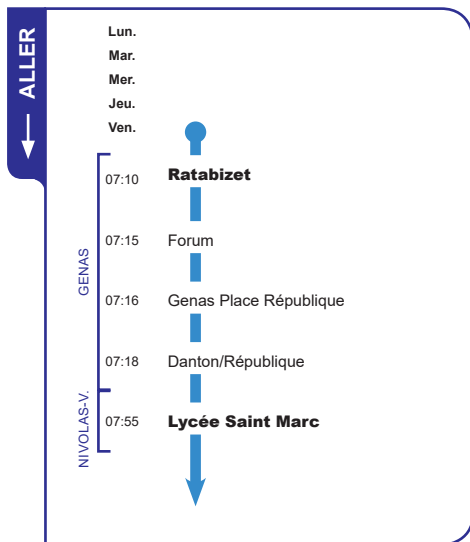 ALLER
Lun.
Mar.
Mer.
Jeu.
Ven.
GENAS
07:10 Ratabizet
07:15 Forum
07:16 Genas Place République
07:18 Danton/République
NIVOLAS-V.
07:55 Lycée Saint Marc